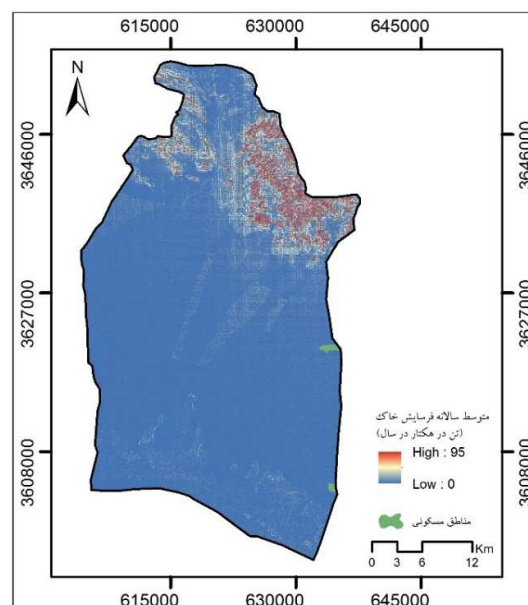 615000 630000 645000
N
3646000 3646000
3627000 3627000
3608000 3608000
متوسط سالانه فرسایش خاک
(تن در هکتار در سال)
High : 95
Low : 0
مناطق مسکونی
Km
0 3 6 12
615000 630000 645000